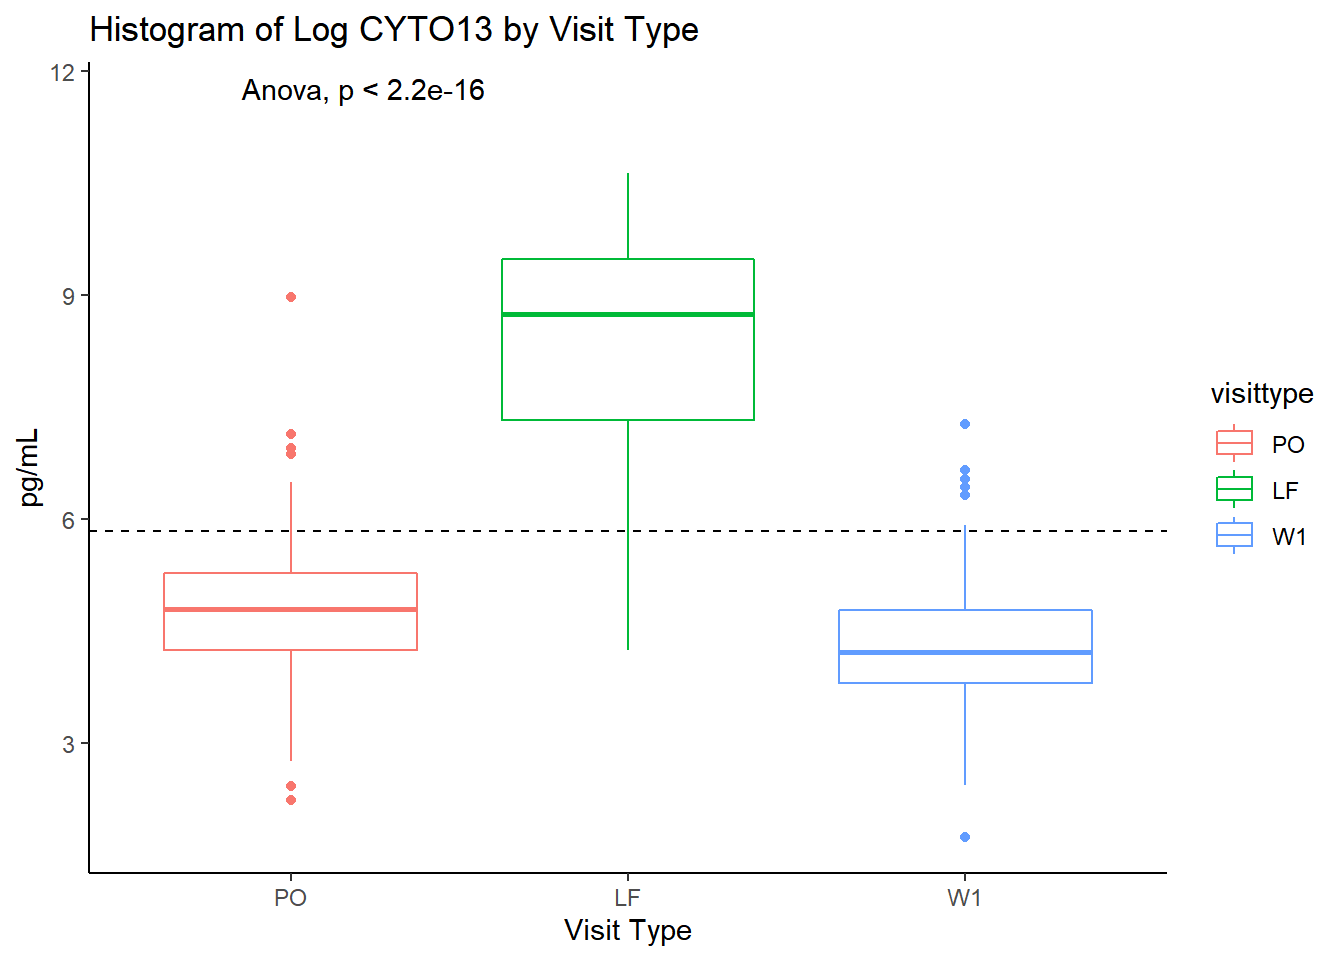 Histogram of Log CYTO13 by Visit Type
12
Anova, p < 2.2e-16
9
6
3
pg/mL
PO
LF
W1
Visit Type
visittype
PO
LF
W1